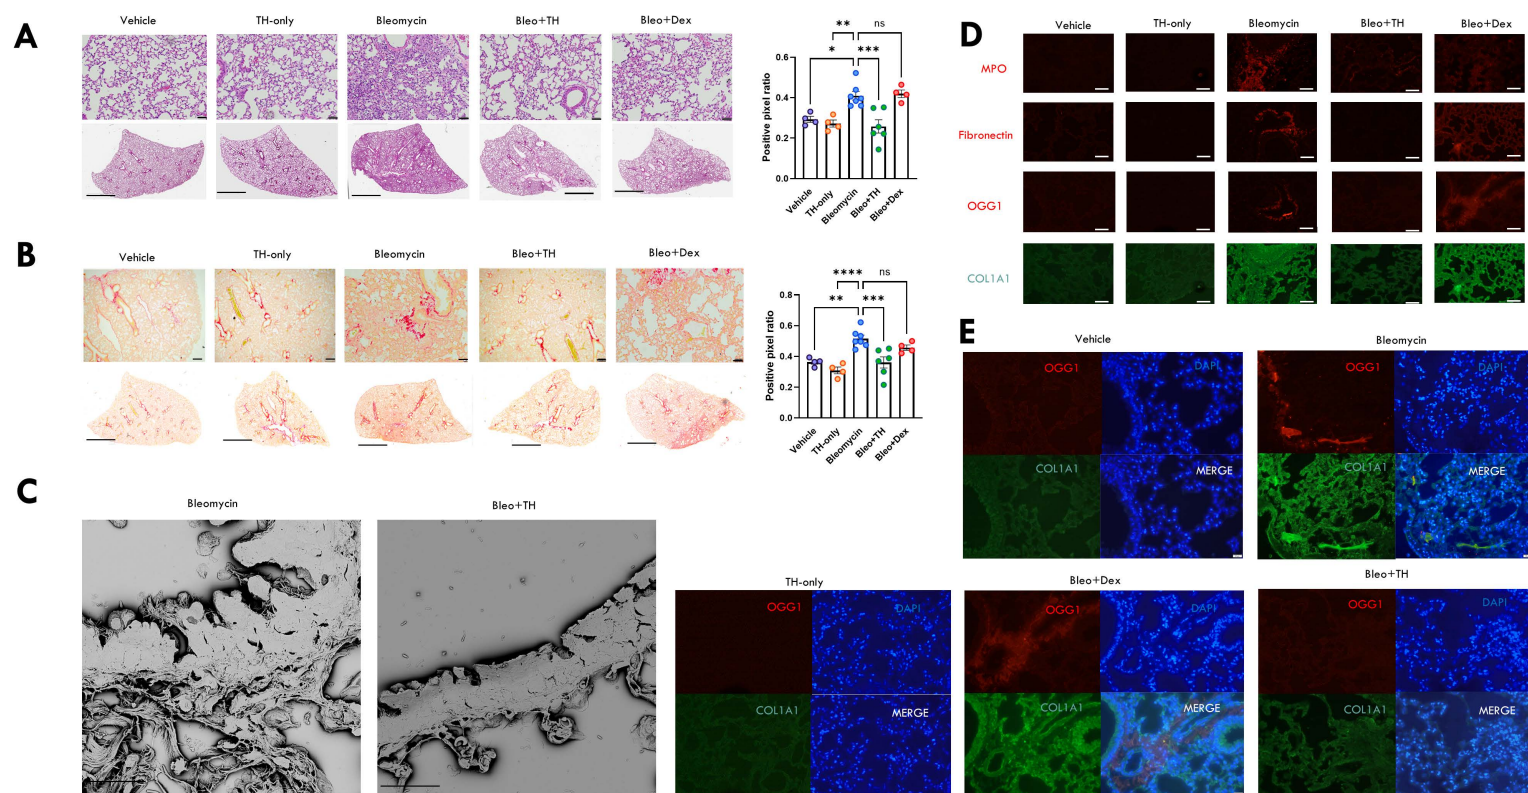 A
Vehicle TH-only Bleomycin Bleo+TH Bleo+Dex
** ns
* ***
Positive pixel ratio
0.6
0.4
0.2
0.0
Vehicle
TH-only
Bleomycin
Bleo+TH
Bleo+Dex
B
Vehicle TH-only Bleomycin Bleo+TH Bleo+Dex
**** ns
** ***
Positive pixel ratio
0.8
0.6
0.4
0.2
0.0
Vehicle
TH-only
Bleomycin
Bleo+TH
Bleo+Dex
C
Bleomycin Bleo+TH
D
Vehicle TH-only Bleomycin Bleo+TH Bleo+Dex
MPO
Fibronectin
OGG1
COL1A1
E
Vehicle
OGG1 DAPI
COL1A1 MERGE
Bleomycin
OGG1 DAPI
COL1A1 MERGE
TH-only
OGG1 DAPI
COL1A1 MERGE
Bleo+Dex
OGG1 DAPI
COL1A1 MERGE
Bleo+TH
OGG1 DAPI
COL1A1 MERGE